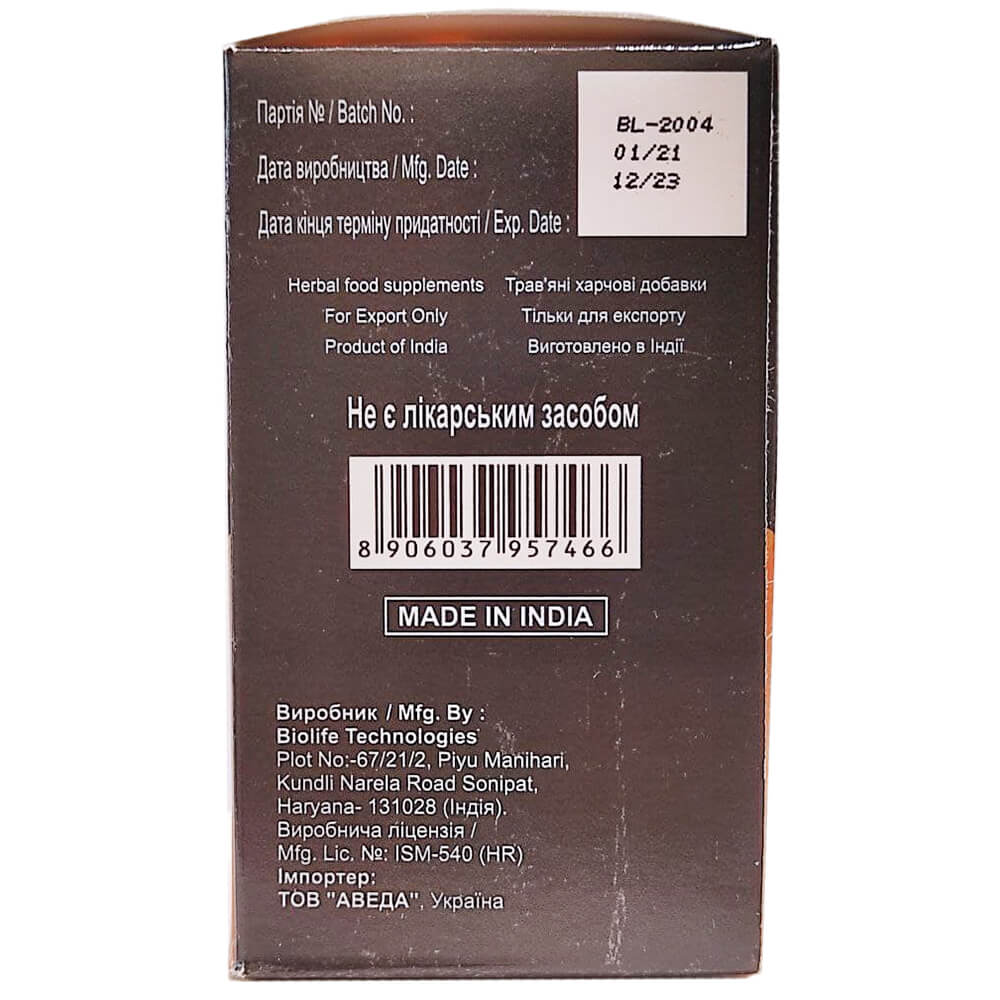 Партія № / Batch No. : BL-2004
Дата виробництва / Mfg. Date : 01/21
Дата кінця терміну придатності / Exp. Date : 12/23
Herbal food supplements Трав'яні харчові добавки
For Export Only Тільки для експорту
Product of India Виготовлено в Індії
Не є лікарським засобом
8 906037 957466
MADE IN INDIA
Виробник / Mfg. By :
Biolife Technologies
Plot No:-67/21/2, Piyu Manihari,
Kundli Narela Road Sonipat,
Haryana- 131028 (Індія).
Виробнича ліцензія /
Mfg. Lic. №: ISM-540 (HR)
Імпортер:
ТОВ "АВЕДА", Україна